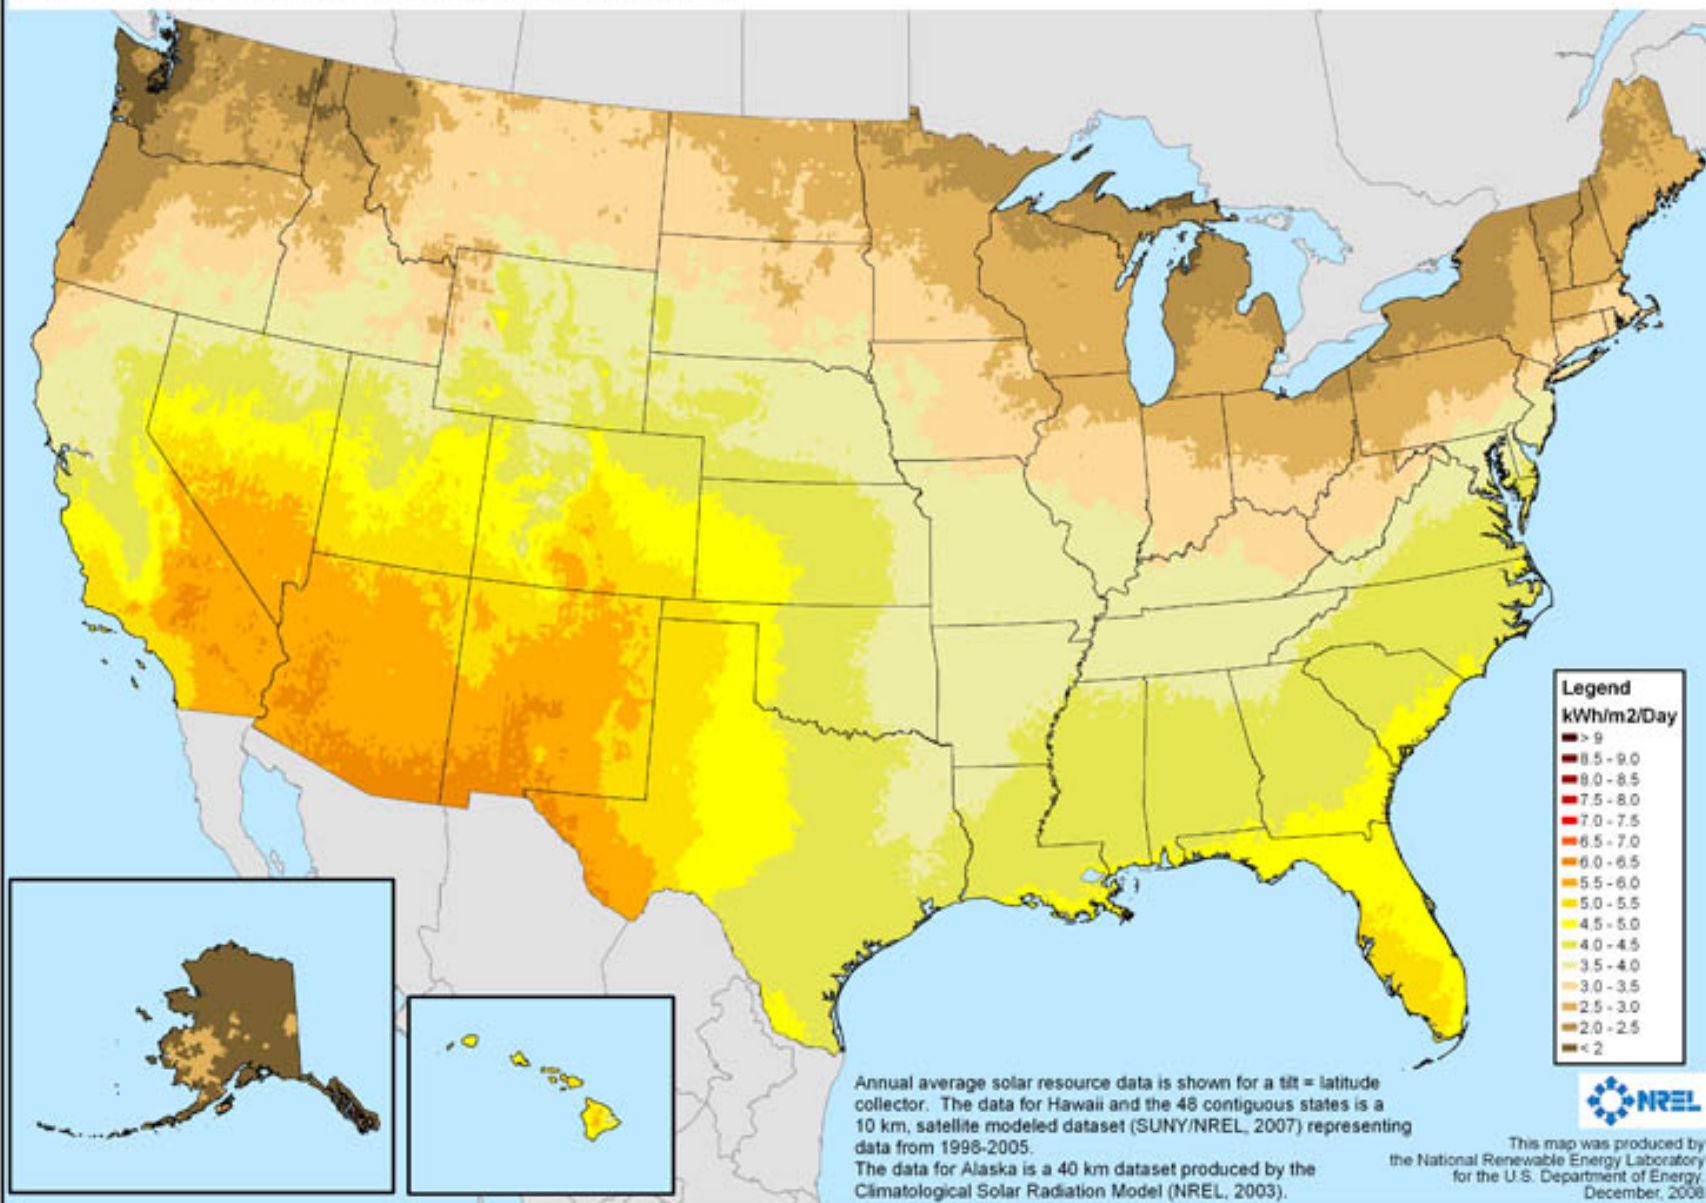 Legend
kWh/m2/Day
> 9
8.5 - 9.0
8.0 - 8.5
7.5 - 8.0
7.0 - 7.5
6.5 - 7.0
6.0 - 6.5
5.5 - 6.0
5.0 - 5.5
4.5 - 5.0
4.0 - 4.5
3.5 - 4.0
3.0 - 3.5
2.5 - 3.0
2.0 - 2.5
< 2
Annual average solar resource data is shown for a tilt = latitude
collector. The data for Hawaii and the 48 contiguous states is a
10 km, satellite modeled dataset (SUNY/NREL, 2007) representing
data from 1998-2005.
The data for Alaska is a 40 km dataset produced by the
Climatological Solar Radiation Model (NREL, 2003).
NREL
This map was produced by
the National Renewable Energy Laboratory
for the U.S. Department of Energy
December,